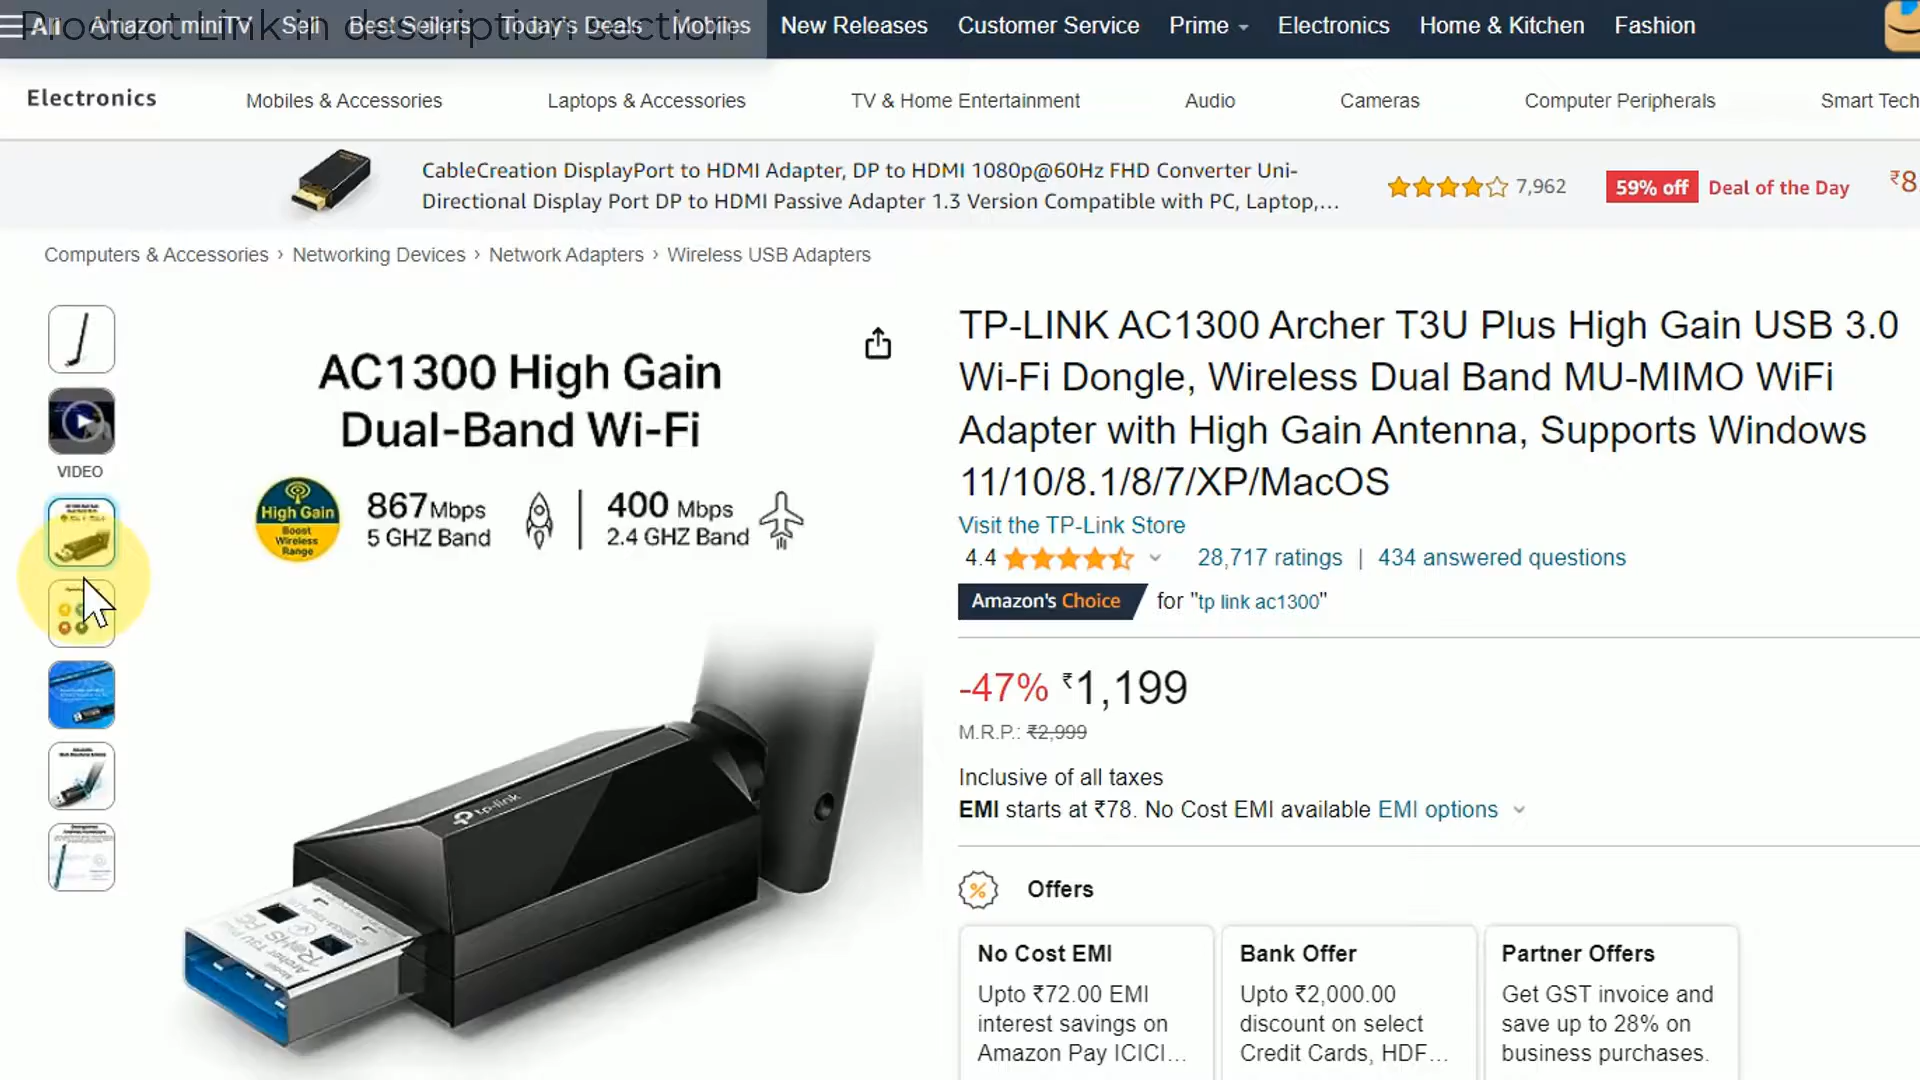 Product Link in description section
All Amazon miniTV Sell Best Sellers Today's Deals Mobiles New Releases Customer Service Prime Electronics Home & Kitchen Fashion
Electronics Mobiles & Accessories Laptops & Accessories TV & Home Entertainment Audio Cameras Computer Peripherals Smart Tech
CableCreation DisplayPort to HDMI Adapter, DP to HDMI 1080p@60Hz FHD Converter Uni-
Directional Display Port DP to HDMI Passive Adapter 1.3 Version Compatible with PC, Laptop,...
7,962 59% off Deal of the Day ₹8
Computers & Accessories › Networking Devices › Network Adapters › Wireless USB Adapters
VIDEO
AC1300 High Gain
Dual-Band Wi-Fi
High Gain
Boost
Wireless
Range
867 Mbps
5 GHZ Band
400 Mbps
2.4 GHZ Band
tp-link
TP-LINK AC1300 Archer T3U Plus High Gain USB 3.0
Wi-Fi Dongle, Wireless Dual Band MU-MIMO WiFi
Adapter with High Gain Antenna, Supports Windows
11/10/8.1/8/7/XP/MacOS
Visit the TP-Link Store
4.4 28,717 ratings | 434 answered questions
Amazon's Choice for "tp link ac1300"
-47% ₹1,199
M.R.P.: ₹2,999
Inclusive of all taxes
EMI starts at ₹78. No Cost EMI available EMI options
Offers
No Cost EMI
Upto ₹72.00 EMI
interest savings on
Amazon Pay ICICI...
Bank Offer
Upto ₹2,000.00
discount on select
Credit Cards, HDF...
Partner Offers
Get GST invoice and
save up to 28% on
business purchases.